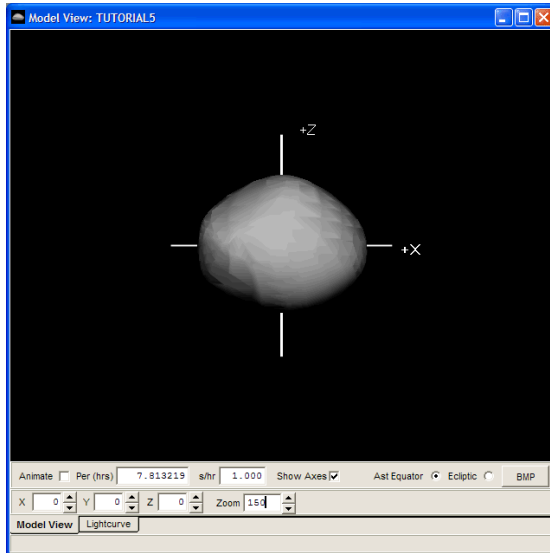 Model View: TUTORIAL5
+Z
+X
Animate Per (hrs) 7.813219 s/hr 1.000 Show Axes Ast Equator Ecliptic BMP
X 0 Y 0 Z 0 Zoom 150
Model View Lightcurve